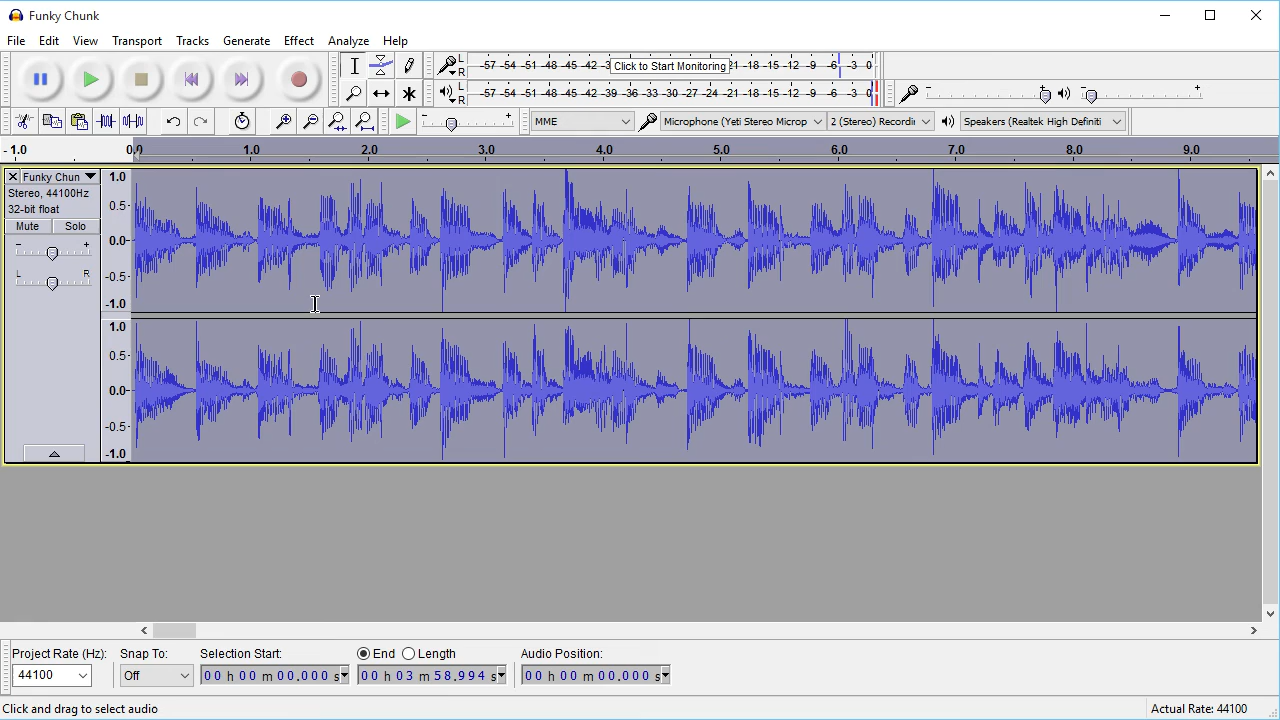 Funky Chunk
File Edit View Transport Tracks Generate Effect Analyze Help
L R -57 -54 -51 -48 -45 -42 -3 Click to Start Monitoring 1 -18 -15 -12 -9 -6 -3 0
L R -57 -54 -51 -48 -45 -42 -39 -36 -33 -30 -27 -24 -21 -18 -15 -12 -9 -6 -3 0
- + - +
- + MME Microphone (Yeti Stereo Microp 2 (Stereo) Recordin Speakers (Realtek High Definiti
-1.0 0.0 1.0 2.0 3.0 4.0 5.0 6.0 7.0 8.0 9.0
Funky Chun 1.0
Stereo, 44100Hz
0.5
32-bit float
Mute Solo
0.0
- +
L R
-0.5
-1.0
1.0
0.5
0.0
-0.5
-1.0
Project Rate (Hz): Snap To: Selection Start: End Length Audio Position:
44100 Off 00 h 00 m 00.000 s 00 h 03 m 58.994 s 00 h 00 m 00.000 s
Click and drag to select audio Actual Rate: 44100